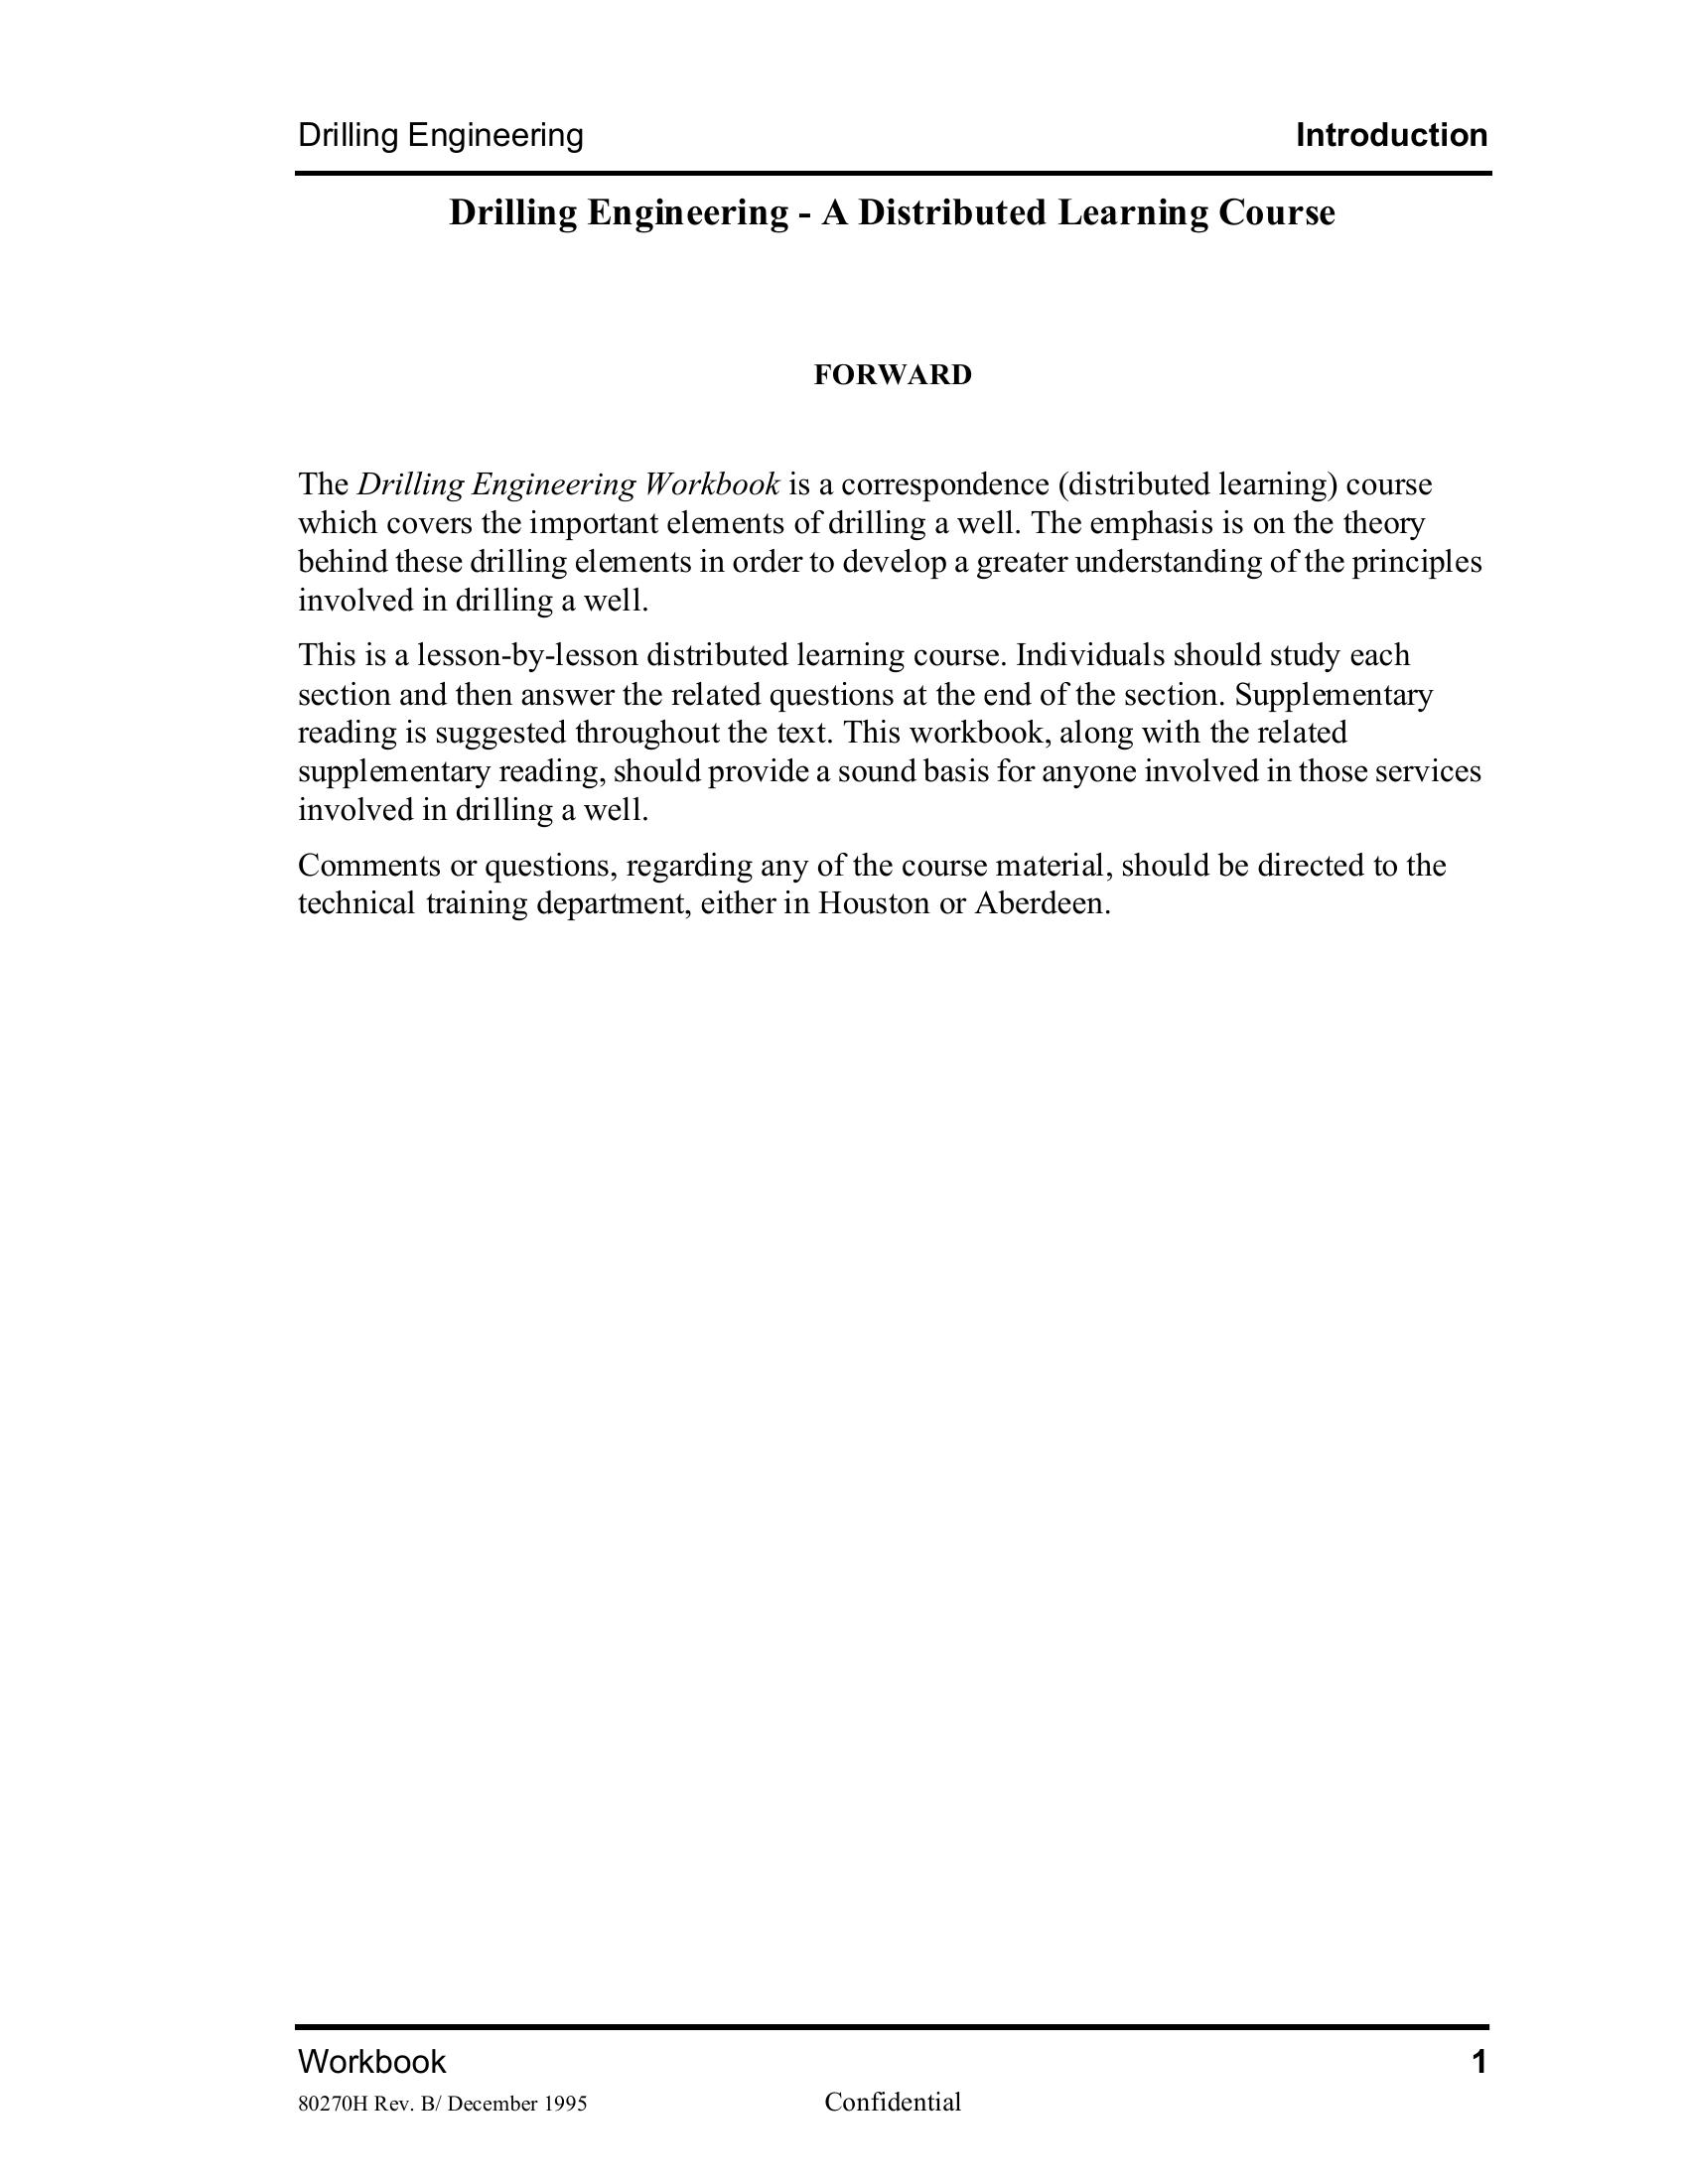 Drilling Engineering Introduction
Drilling Engineering - A Distributed Learning Course
FORWARD
The Drilling Engineering Workbook is a correspondence (distributed learning) course
which covers the important elements of drilling a well. The emphasis is on the theory
behind these drilling elements in order to develop a greater understanding of the principles
involved in drilling a well.
This is a lesson-by-lesson distributed learning course. Individuals should study each
section and then answer the related questions at the end of the section. Supplementary
reading is suggested throughout the text. This workbook, along with the related
supplementary reading, should provide a sound basis for anyone involved in those services
involved in drilling a well.
Comments or questions, regarding any of the course material, should be directed to the
technical training department, either in Houston or Aberdeen.
Workbook 1
80270H Rev. B/ December 1995 Confidential